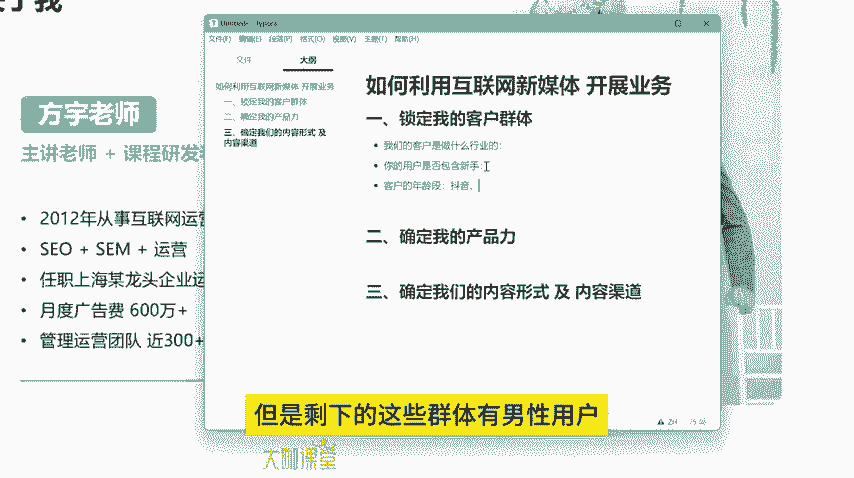 于我
方宇老师
主讲老师 + 课程研发
2012年从事互联网运营
SEO + SEM + 运营
任职上海某龙头企业运
月度广告费 600万+
管理运营团队 近300+
文件(F) 编辑(E) 段落(P) 格式(O) 视图(V) 主题(T) 帮助(H)
文件 大纲
如何利用互联网新媒体 开展业务
一、锁定我的客户群体
二、确定我的产品力
三、确定我们的内容形式 及
内容渠道
如何利用互联网新媒体 开展业务
一、锁定我的客户群体
我们的客户是做什么行业的：
你的用户是否包含新手：
客户的年龄段：抖音、
二、确定我的产品力
三、确定我们的内容形式 及 内容渠道
但是剩下的这些群体有男性用户
大咖课堂